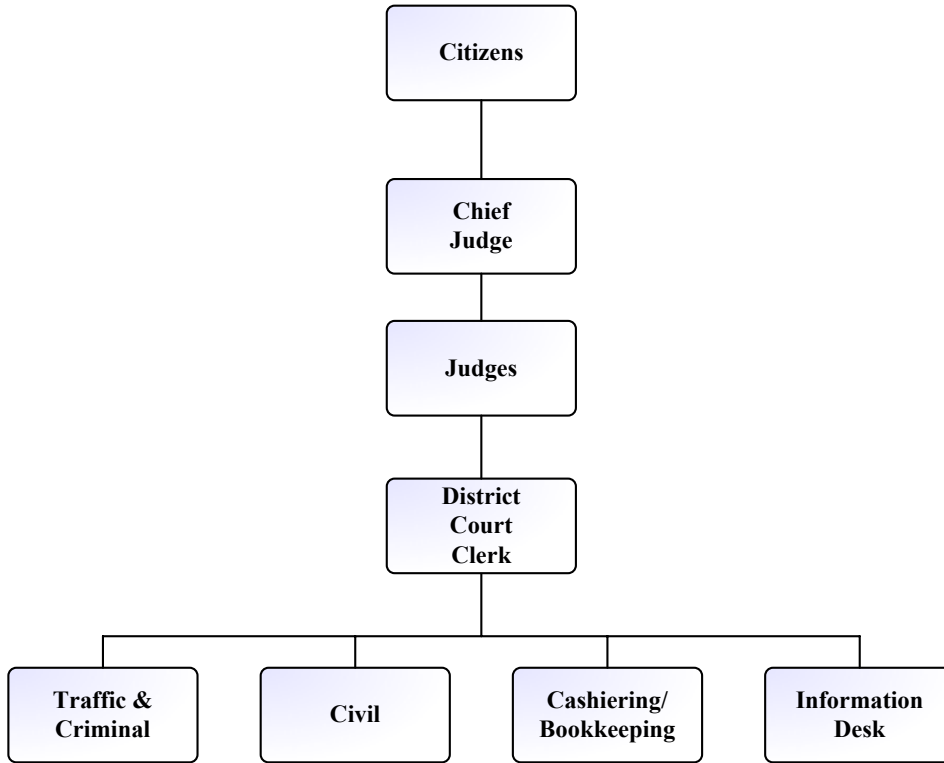 Citizens
Chief
Judge
Judges
District
Court
Clerk
Traffic &
Criminal
Civil
Cashiering/
Bookkeeping
Information
Desk